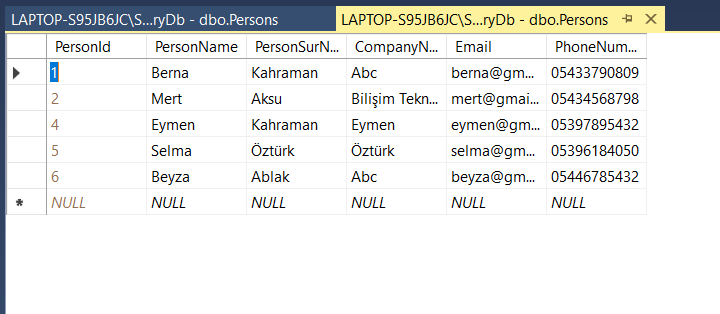 LAPTOP-S95JB6JC\S...ryDb - dbo.Persons LAPTOP-S95JB6JC\S...ryDb - dbo.Persons
PersonId PersonName PersonSurN... CompanyN... Email PhoneNum...
1 Berna Kahraman Abc berna@gm... 05433790809
2 Mert Aksu Bilişim Tekn... mert@gmai... 05434568798
4 Eymen Kahraman Eymen eymen@g... 05397895432
5 Selma Öztürk Öztürk selma@gm... 05396184050
6 Beyza Ablak Abc beyza@gm... 05446785432
NULL NULL NULL NULL NULL NULL